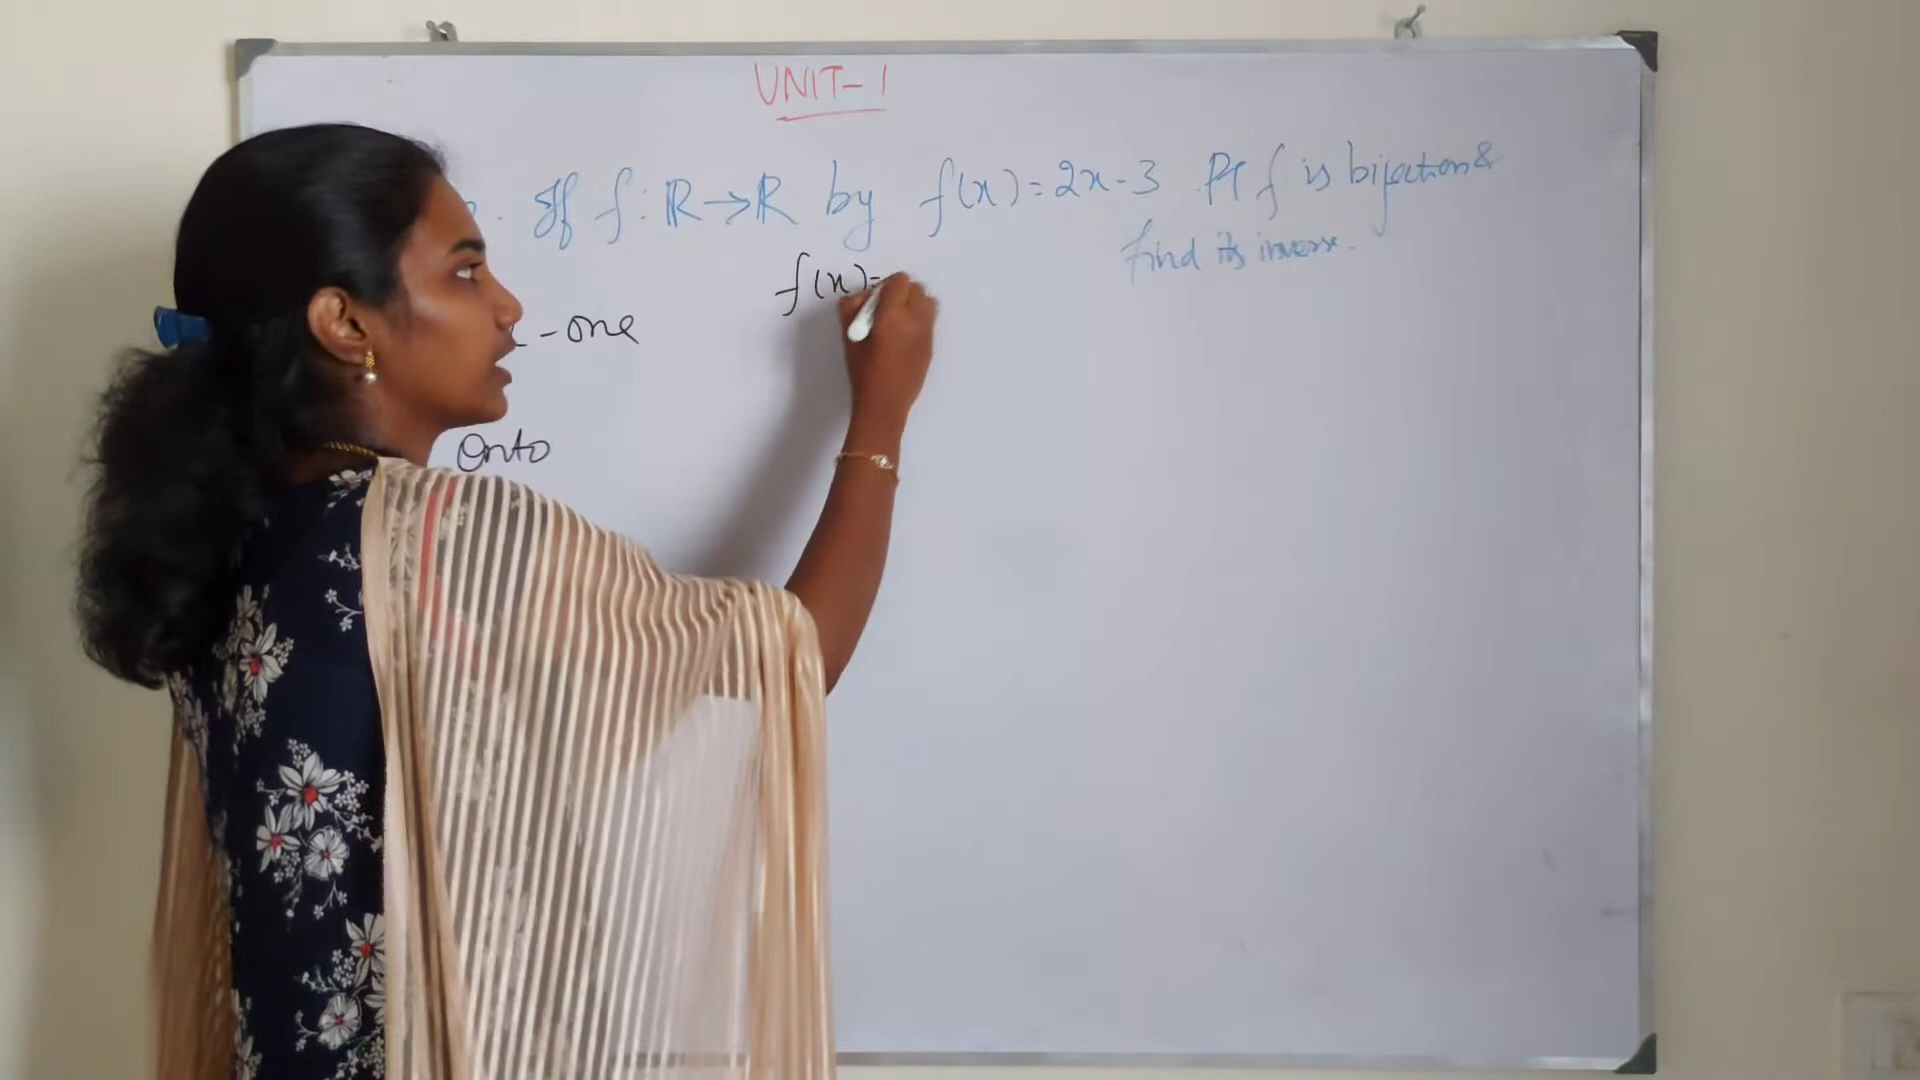 UNIT-1
If f: R→R by f(x)=2x-3 PT f is bijection &
find its inverse.
f(x)=
-one
Onto